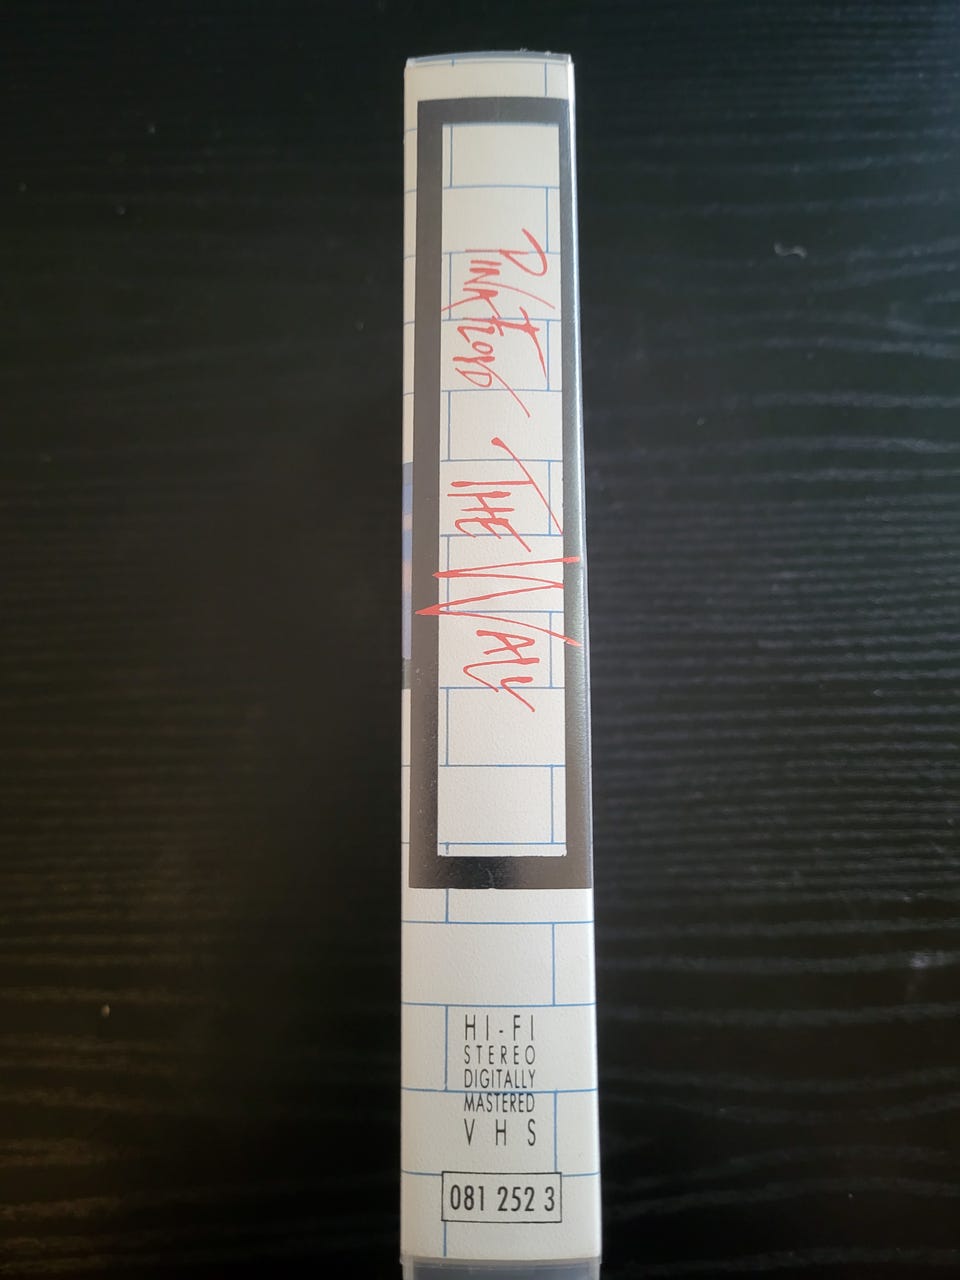 PINK FLOYD THE WALL
HI-FI
STEREO
DIGITALLY
MASTERED
VHS
081 252 3